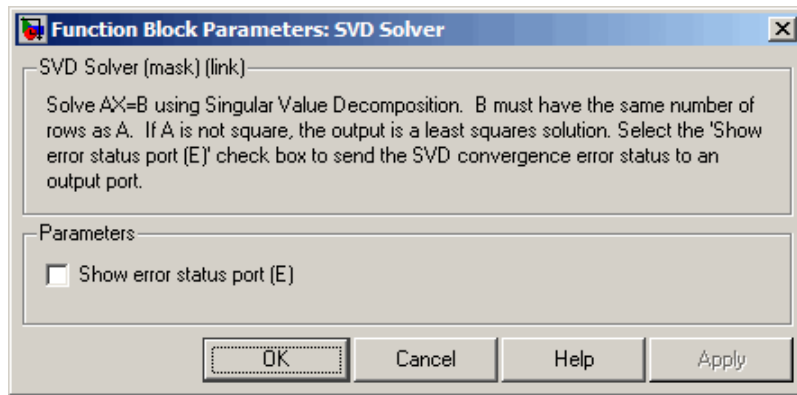 Function Block Parameters: SVD Solver
SVD Solver (mask) (link)
Solve AX=B using Singular Value Decomposition. B must have the same number of
rows as A. If A is not square, the output is a least squares solution. Select the 'Show
error status port (E)' check box to send the SVD convergence error status to an
output port.
Parameters
Show error status port (E)
OK Cancel Help Apply